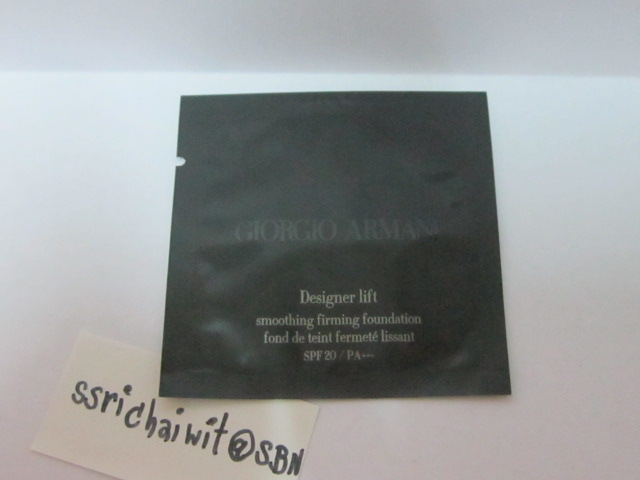 GIORGIO ARMANI
Designer lift
smoothing firming foundation
fond de teint fermeté lissant
SPF 20 / PA+++
ssrichaiwit@SBN